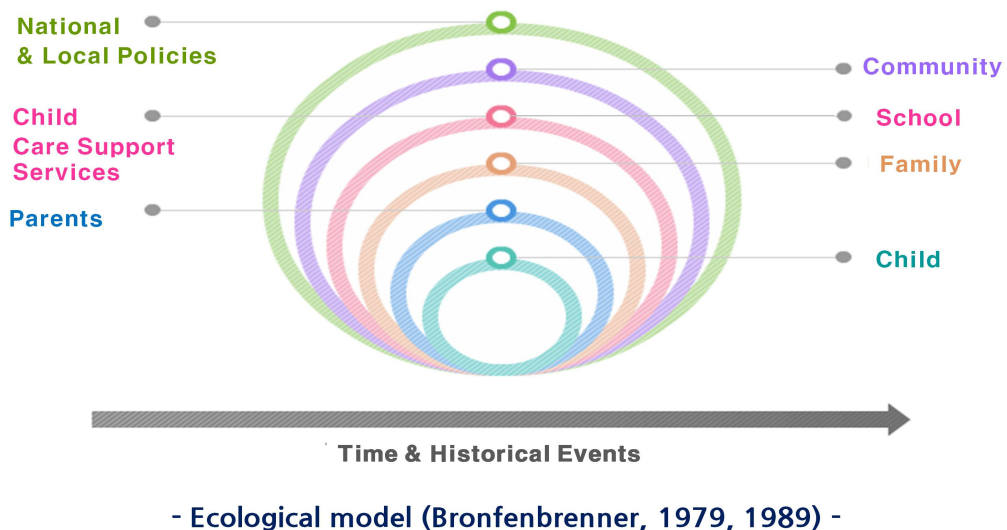 National
& Local Policies
Community
Child
Care Support
Services
School
Family
Parents
Child
Time & Historical Events
- Ecological model (Bronfenbrenner, 1979, 1989) -